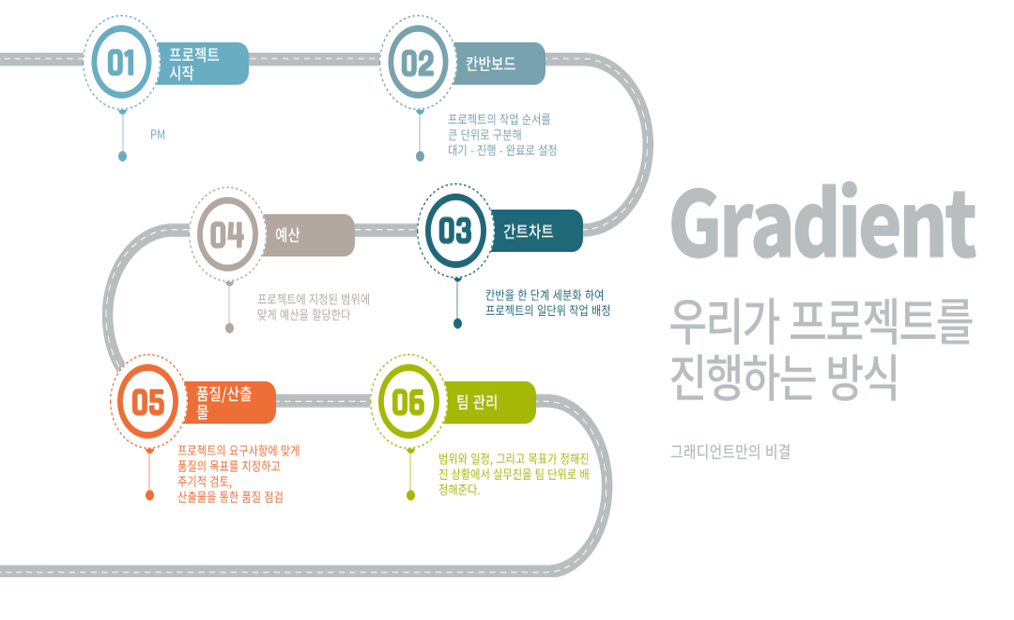 01
프로젝트
시작
PM
02
칸반보드
프로젝트의 작업 순서를
큰 단위로 구분해
대기 - 진행 - 완료로 설정
03
간트차트
칸반을 한 단계 세분화 하여
프로젝트의 일단위 작업 배정
04
예산
프로젝트에 지정된 범위에
맞게 예산을 할당한다
05
품질/산출
물
프로젝트의 요구사항에 맞게
품질의 목표를 지정하고
주기적 검토,
산출물을 통한 품질 점검
06
팀 관리
범위와 일정, 그리고 목표가 정해진
진 상황에서 실무진을 팀 단위로 배
정해준다.
Gradient
우리가 프로젝트를
진행하는 방식
그래디언트만의 비결